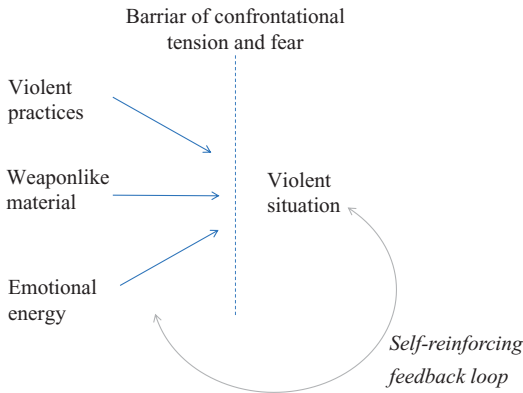 Barriar of confrontational
tension and fear
Violent
practices
Weaponlike
material
Violent
situation
Emotional
energy
Self-reinforcing
feedback loop